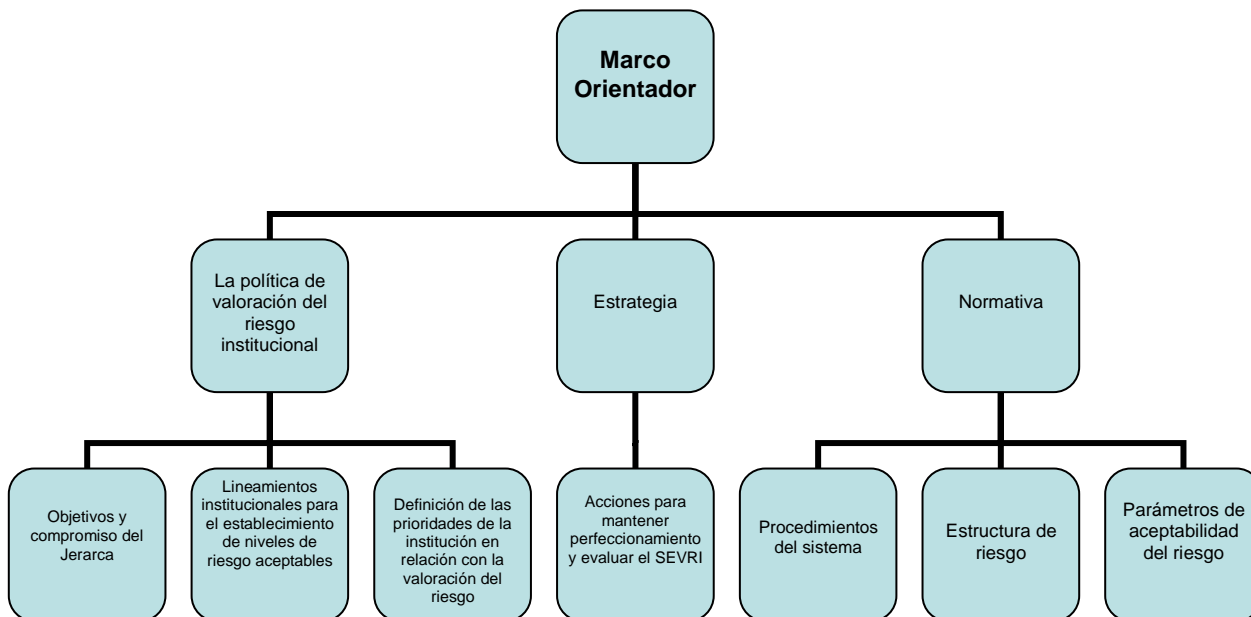 Marco
Orientador
La política de
valoración del
riesgo
institucional
Estrategia
Normativa
Objetivos y
compromiso del
Jerarca
Lineamientos
institucionales para
el establecimiento
de niveles de
riesgo aceptables
Definición de las
prioridades de la
institución en
relación con la
valoración del
riesgo
Acciones para
mantener
perfeccionamiento
y evaluar el SEVRI
Procedimientos
del sistema
Estructura de
riesgo
Parámetros de
aceptabilidad
del riesgo